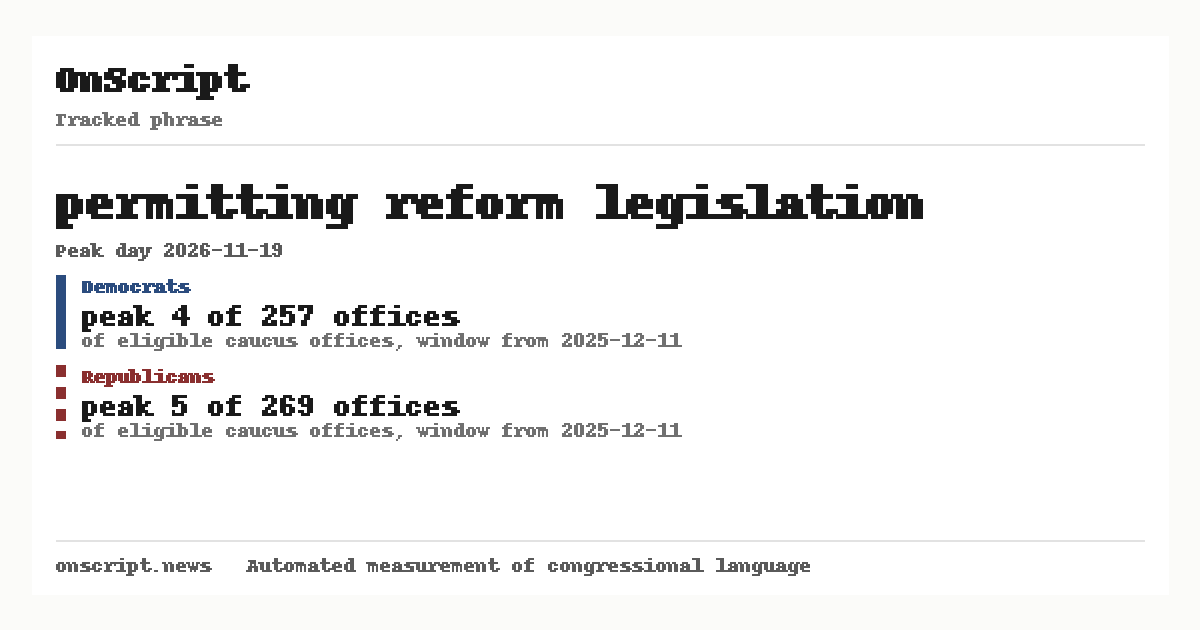 OnScript
Tracked phrase
permitting reform legislation
Peak day 2026-11-19
Democrats
peak 4 of 257 offices
of eligible caucus offices, window from 2025-12-11
Republicans
peak 5 of 269 offices
of eligible caucus offices, window from 2025-12-11
onscript.news Automated measurement of congressional language